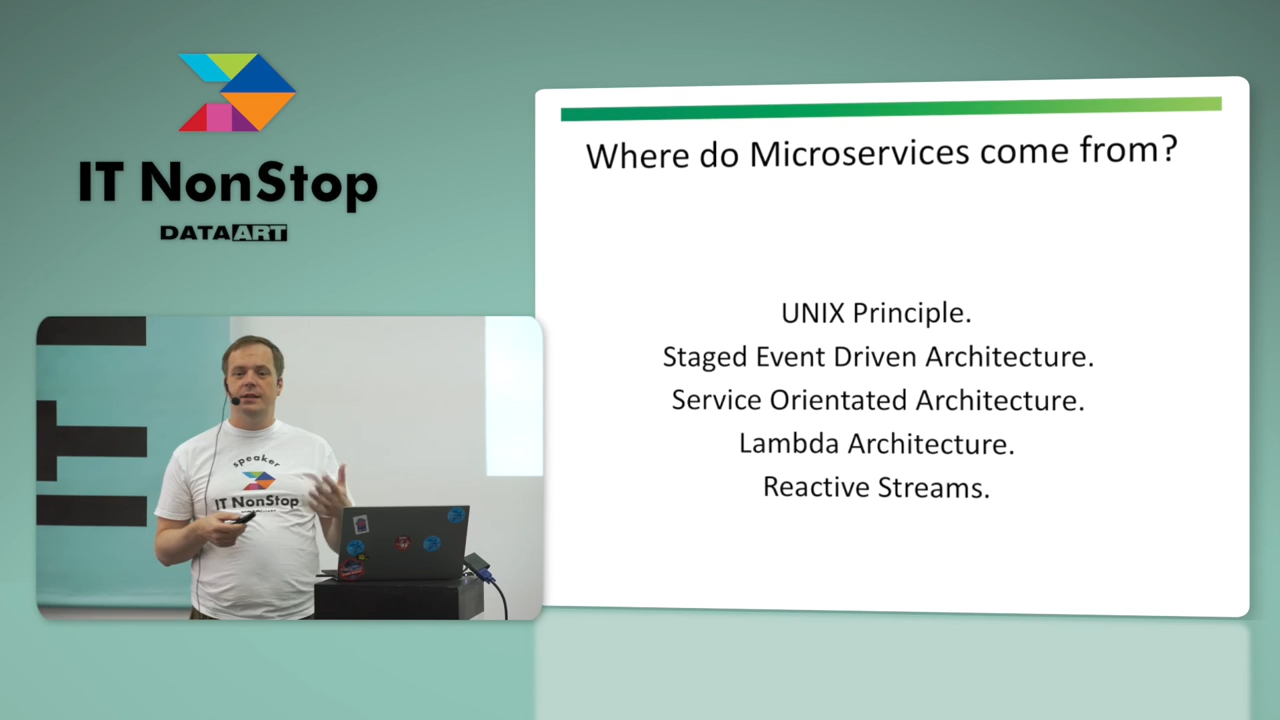 IT NonStop
DATAART
Where do Microservices come from?
UNIX Principle.
Staged Event Driven Architecture.
Service Orientated Architecture.
Lambda Architecture.
Reactive Streams.
speaker
IT NonStop